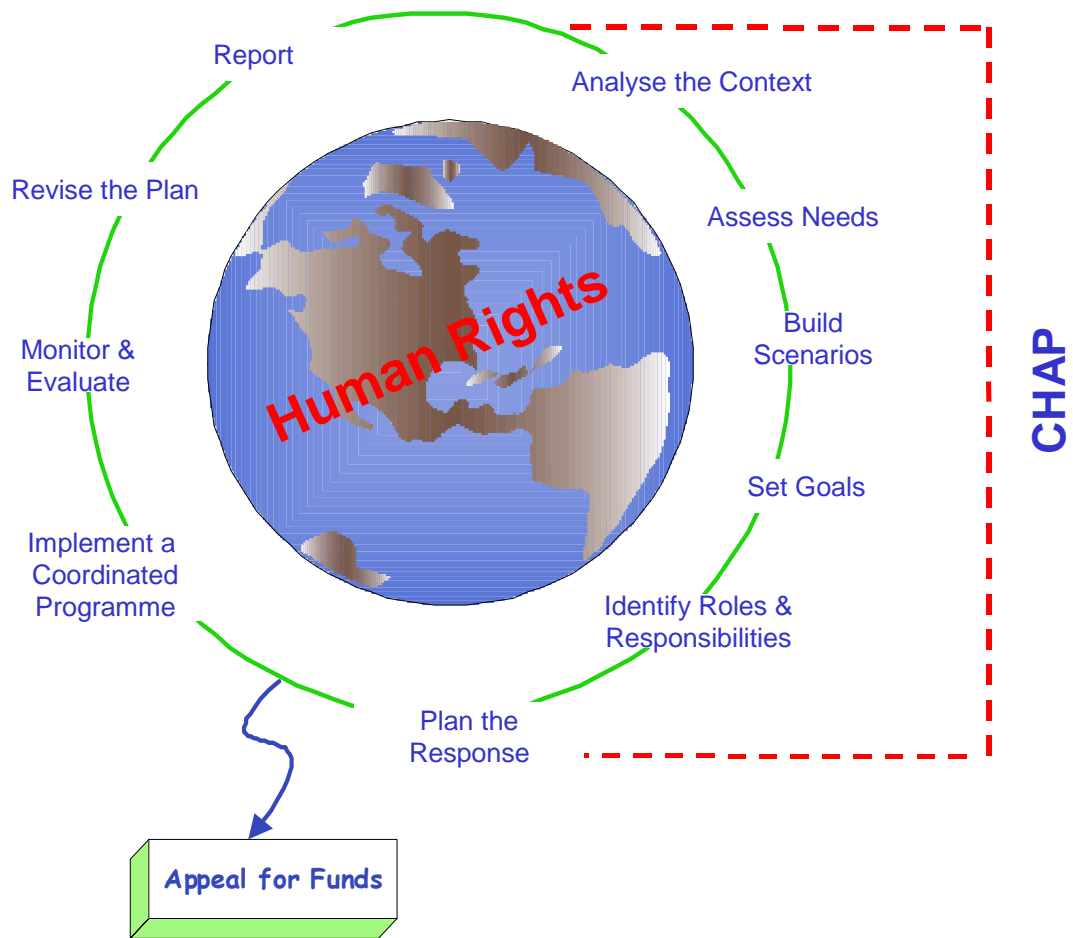 Report
Analyse the Context
Revise the Plan
Assess Needs
Human Rights
Build
Scenarios
CHAP
Monitor &
Evaluate
Set Goals
Implement a
Coordinated
Programme
Identify Roles &
Responsibilities
Plan the
Response
Appeal for Funds